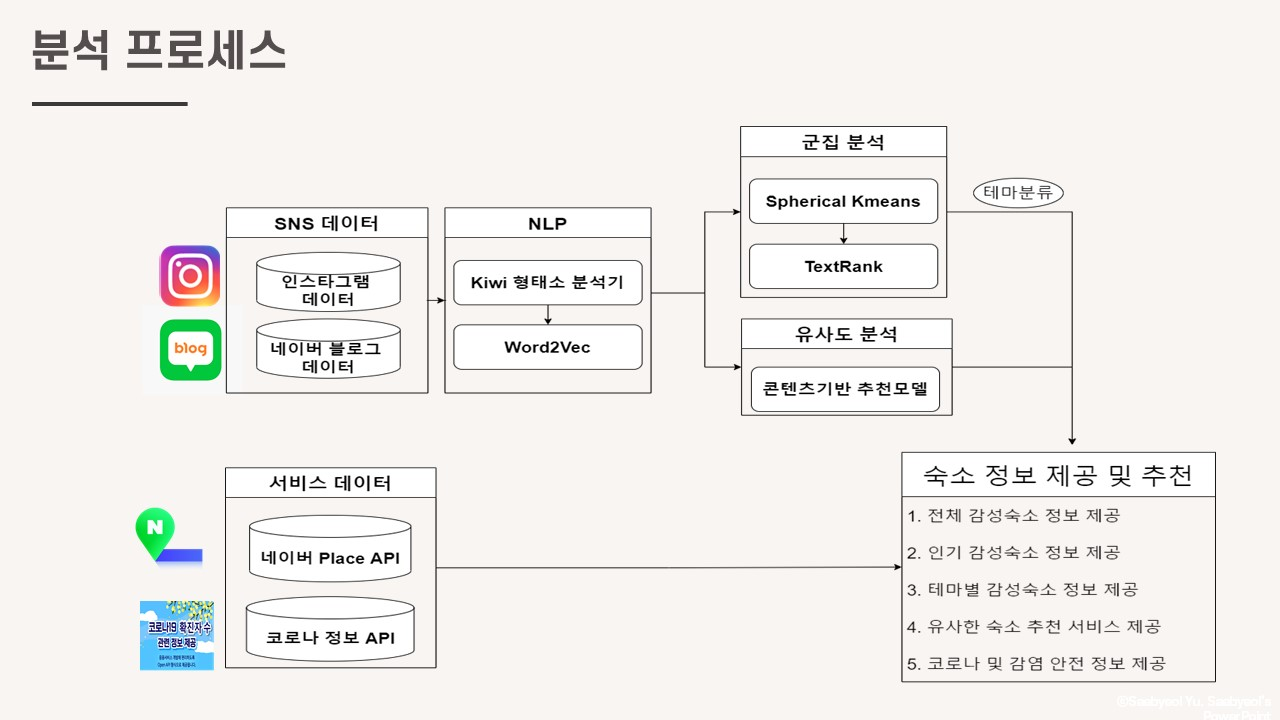 분석 프로세스
SNS 데이터
인스타그램
데이터
네이버 블로그
데이터
blog
NLP
Kiwi 형태소 분석기
Word2Vec
군집 분석
Spherical Kmeans
TextRank
테마분류
유사도 분석
콘텐츠기반 추천모델
서비스 데이터
네이버 Place API
코로나 정보 API
N
코로나19 확진자 수
관련 정보 제공
숙소 정보 제공 및 추천
1. 전체 감성숙소 정보 제공
2. 인기 감성숙소 정보 제공
3. 테마별 감성숙소 정보 제공
4. 유사한 숙소 추천 서비스 제공
5. 코로나 및 감염 안전 정보 제공
©Saebyeol Yu. Saebyeol's
PowerPoint